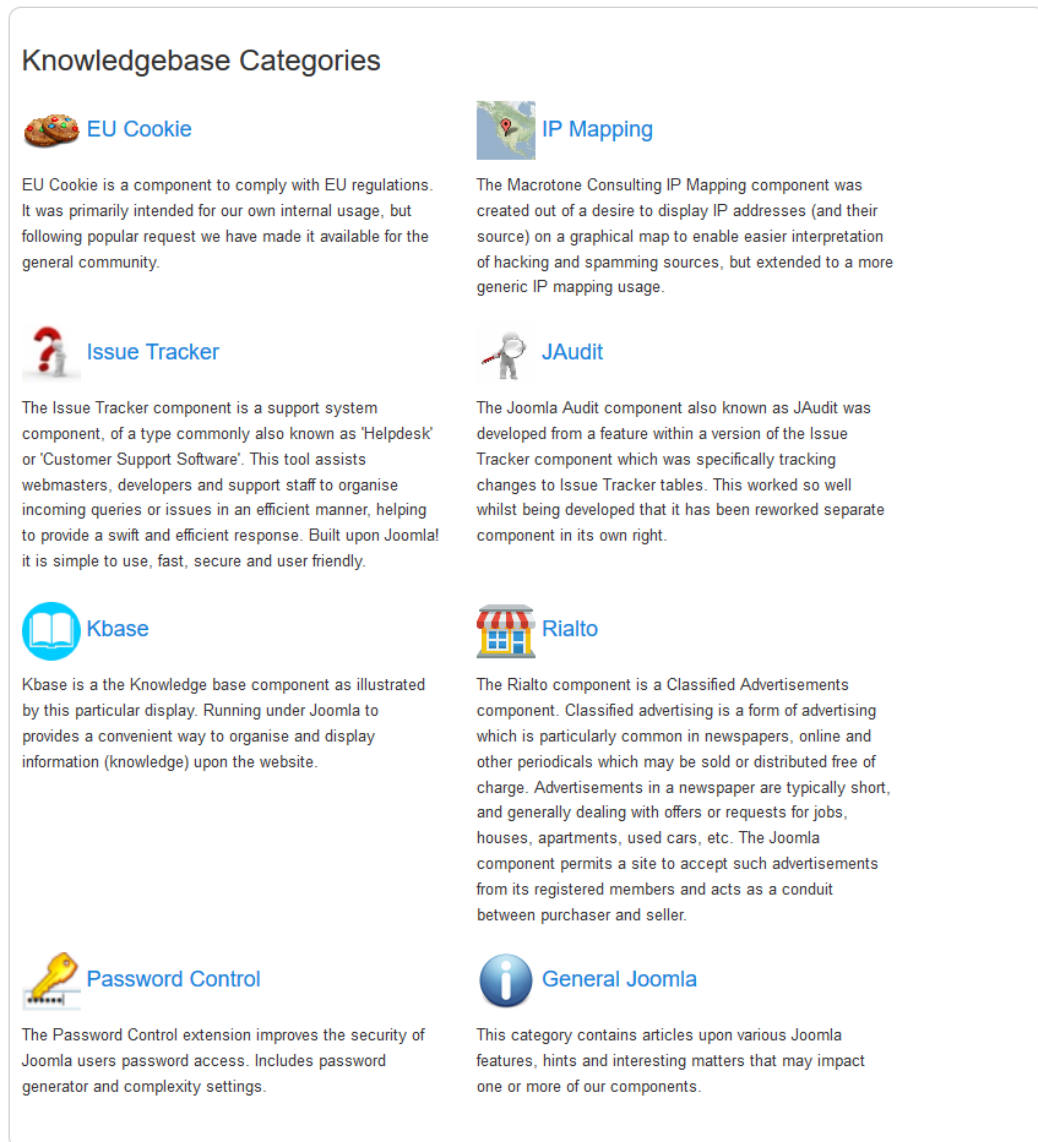 Knowledgebase Categories
EU Cookie
EU Cookie is a component to comply with EU regulations.
It was primarily intended for our own internal usage, but
following popular request we have made it available for the
general community.
IP Mapping
The Macrotone Consulting IP Mapping component was
created out of a desire to display IP addresses (and their
source) on a graphical map to enable easier interpretation
of hacking and spamming sources, but extended to a more
generic IP mapping usage.
Issue Tracker
The Issue Tracker component is a support system
component, of a type commonly also known as 'Helpdesk'
or 'Customer Support Software'. This tool assists
webmasters, developers and support staff to organise
incoming queries or issues in an efficient manner, helping
to provide a swift and efficient response. Built upon Joomla!
it is simple to use, fast, secure and user friendly.
JAudit
The Joomla Audit component also known as JAudit was
developed from a feature within a version of the Issue
Tracker component which was specifically tracking
changes to Issue Tracker tables. This worked so well
whilst being developed that it has been reworked separate
component in its own right.
Kbase
Kbase is a the Knowledge base component as illustrated
by this particular display. Running under Joomla to
provides a convenient way to organise and display
information (knowledge) upon the website.
Rialto
The Rialto component is a Classified Advertisements
component. Classified advertising is a form of advertising
which is particularly common in newspapers, online and
other periodicals which may be sold or distributed free of
charge. Advertisements in a newspaper are typically short,
and generally dealing with offers or requests for jobs,
houses, apartments, used cars, etc. The Joomla
component permits a site to accept such advertisements
from its registered members and acts as a conduit
between purchaser and seller.
Password Control
The Password Control extension improves the security of
Joomla users password access. Includes password
generator and complexity settings.
General Joomla
This category contains articles upon various Joomla
features, hints and interesting matters that may impact
one or more of our components.